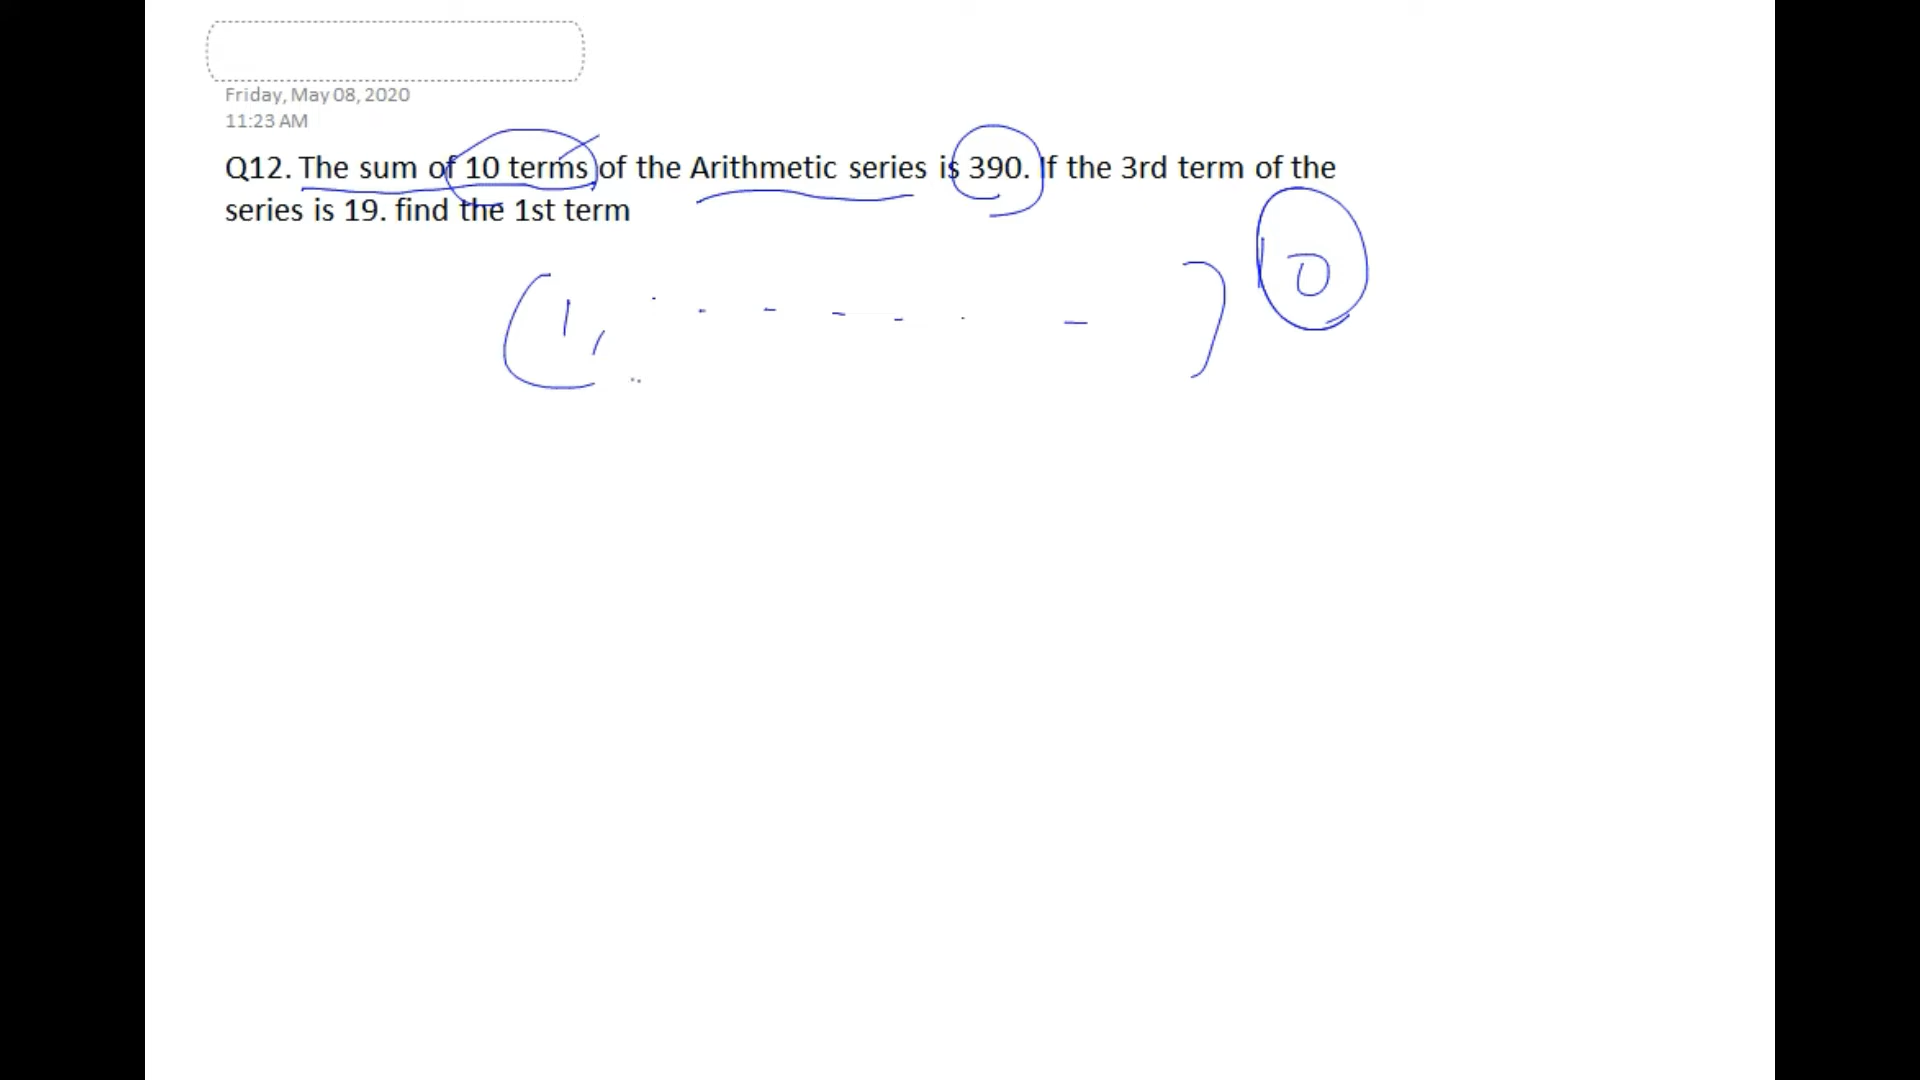 Friday, May 08, 2020
11:23 AM
Q12. The sum of 10 terms of the Arithmetic series is 390. If the 3rd term of the
series is 19. find the 1st term
10
(1, - - - - - )